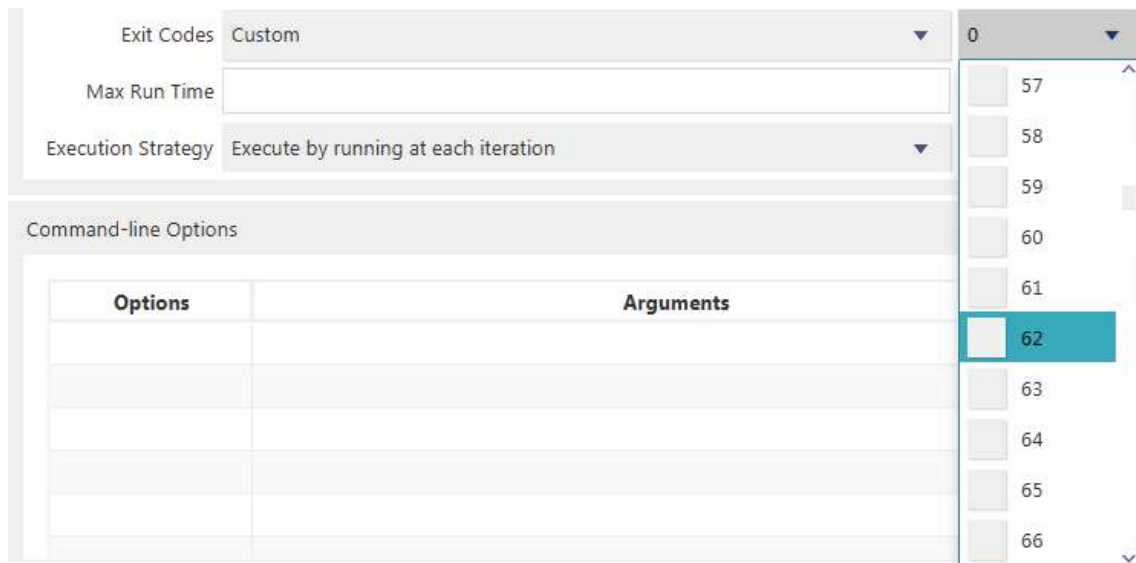 Exit Codes Custom 0
Max Run Time
Execution Strategy Execute by running at each iteration
Command-line Options
Options Arguments
57
58
59
60
61
62
63
64
65
66